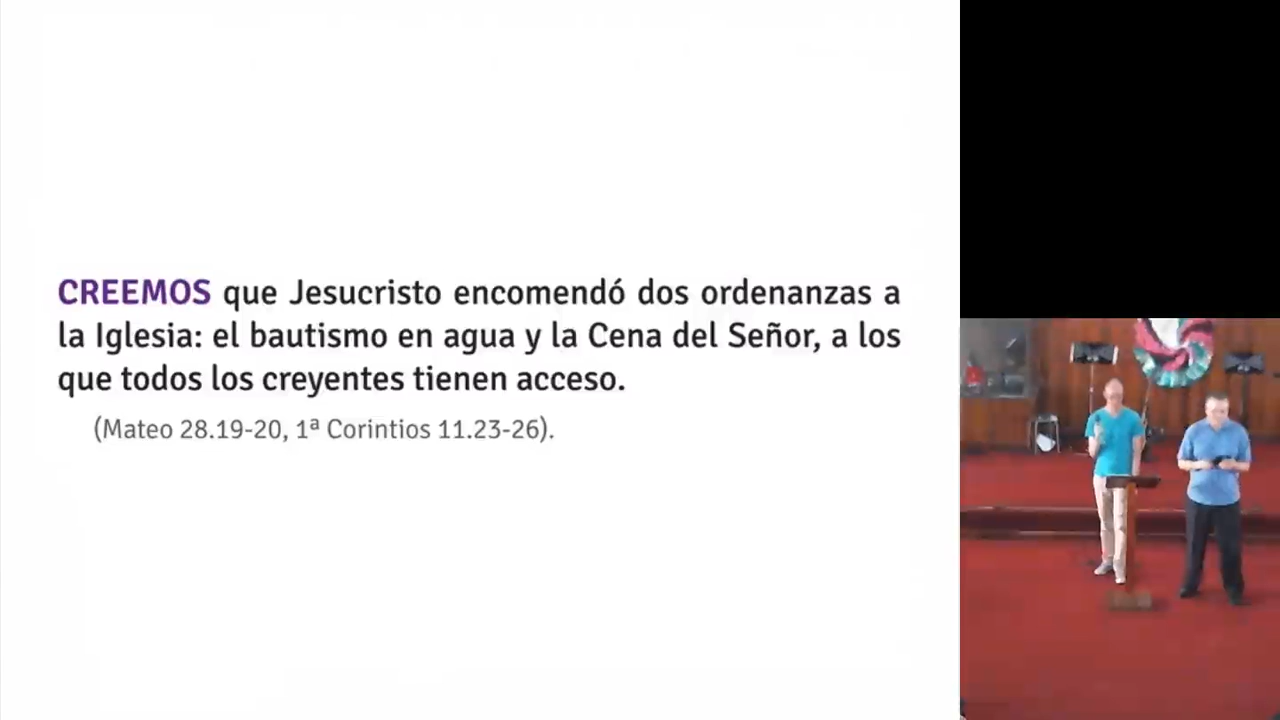 CREEMOS que Jesucristo encomendó dos ordenanzas a
la Iglesia: el bautismo en agua y la Cena del Señor, a los
que todos los creyentes tienen acceso.
(Mateo 28.19-20, 1ª Corintios 11.23-26).